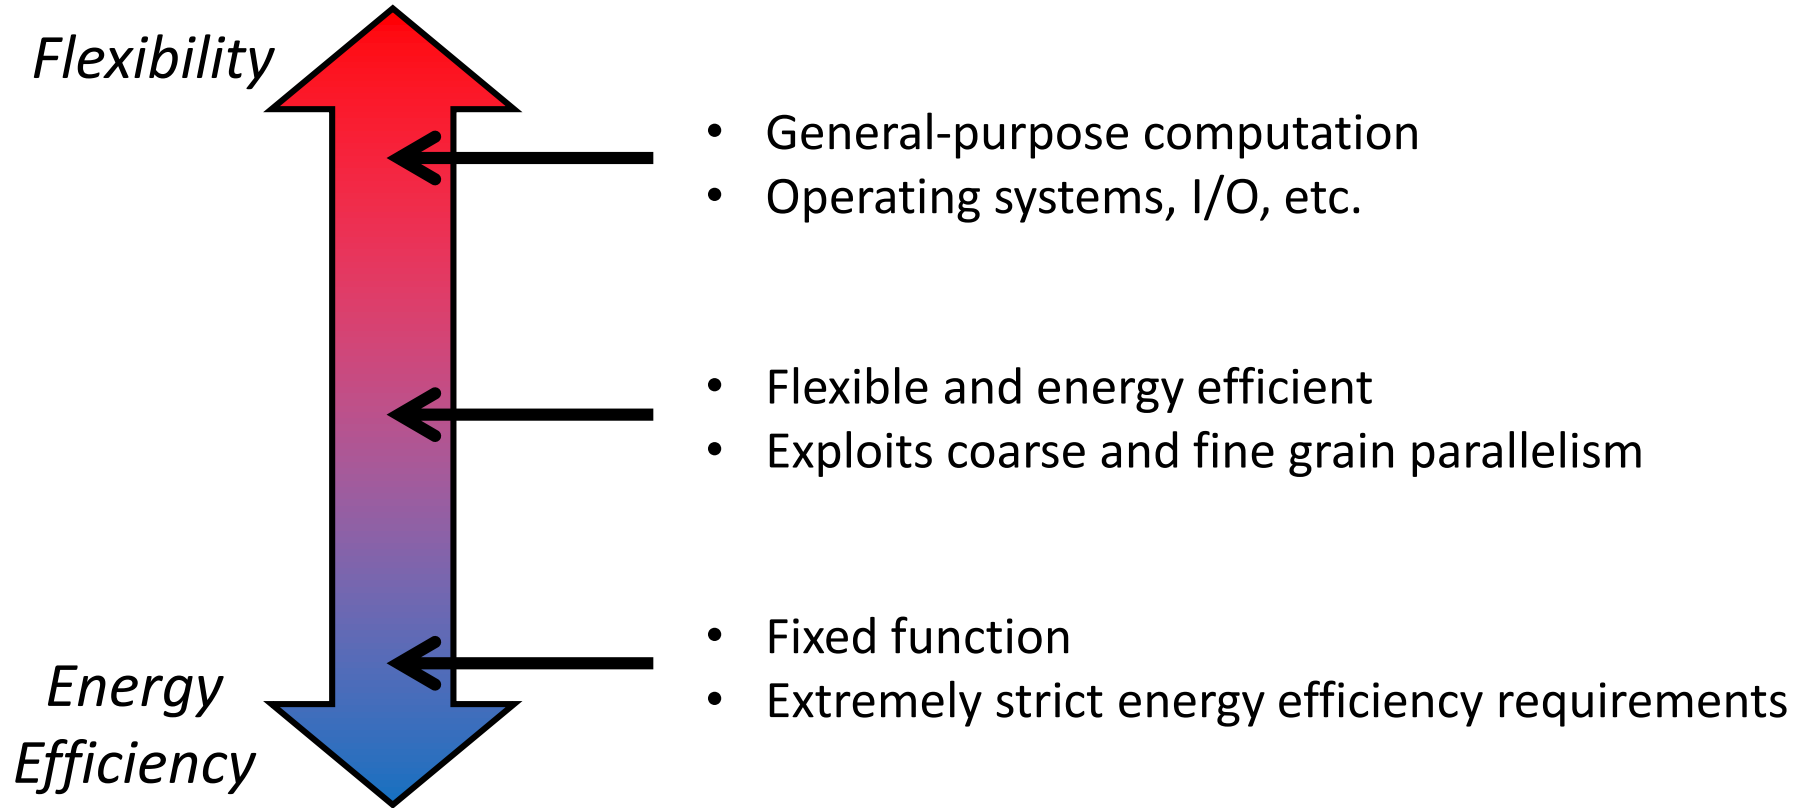 Flexibility
• General-purpose computation
• Operating systems, I/O, etc.
• Flexible and energy efficient
• Exploits coarse and fine grain parallelism
• Fixed function
• Extremely strict energy efficiency requirements
Energy
Efficiency